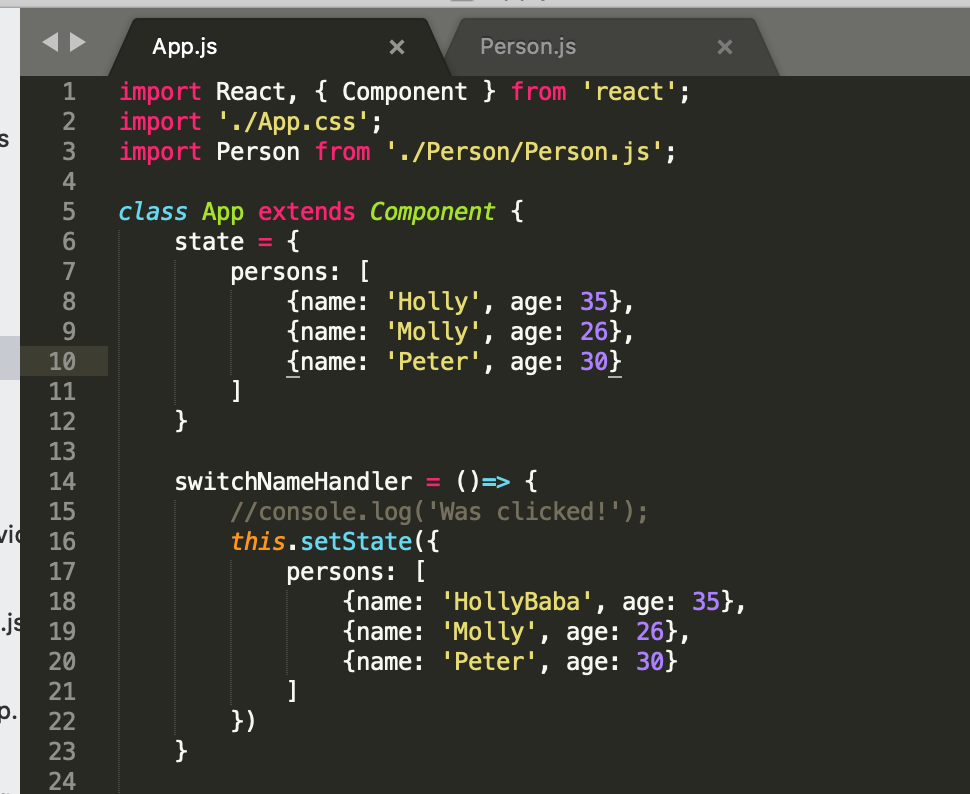 App.js × Person.js ×
1 import React, { Component } from 'react';
2 import './App.css';
3 import Person from './Person/Person.js';
4
5 class App extends Component {
6     state = {
7         persons: [
8             {name: 'Holly', age: 35},
9             {name: 'Molly', age: 26},
10             {name: 'Peter', age: 30}
11         ]
12     }
13
14     switchNameHandler = ()=> {
15         //console.log('Was clicked!');
16         this.setState({
17             persons: [
18                 {name: 'HollyBaba', age: 35},
19                 {name: 'Molly', age: 26},
20                 {name: 'Peter', age: 30}
21             ]
22         })
23     }
24